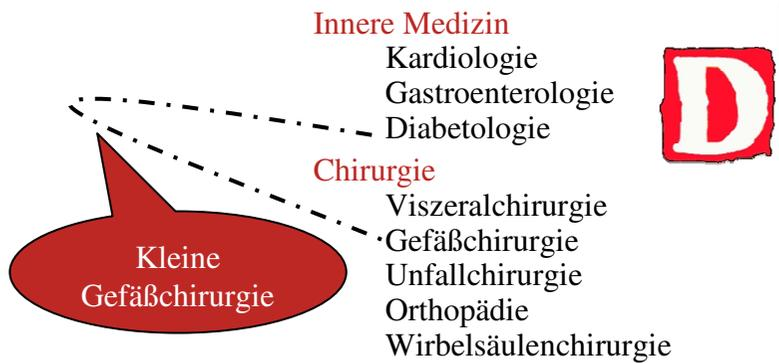 Innere Medizin
Kardiologie
Gastroenterologie
Diabetologie
D
Chirurgie
Viszeralchirurgie
Gefäßchirurgie
Unfallchirurgie
Orthopädie
Wirbelsäulenchirurgie
Kleine
Gefäßchirurgie